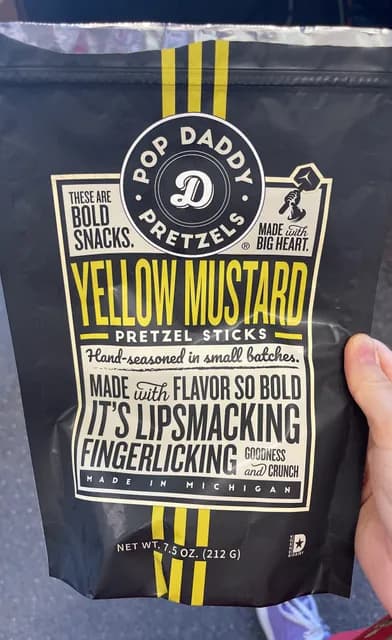 POP DADDY
D
PRETZELS
®
THESE ARE
BOLD
SNACKS.
MADE with
BIG HEART.
YELLOW MUSTARD
PRETZEL STICKS
Hand-seasoned in small batches.
MADE with FLAVOR SO BOLD
IT'S LIPSMACKING
FINGERLICKING GOODNESS
and CRUNCH
MADE IN MICHIGAN
NET WT. 7.5 OZ. (212 G)
D